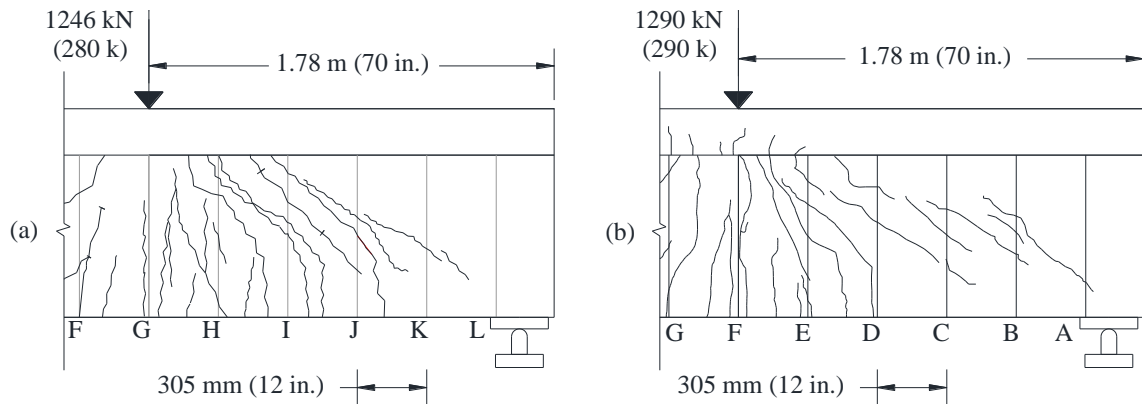 1246 kN
(280 k)
1.78 m (70 in.)
(a)
F G H I J K L
305 mm (12 in.)
1290 kN
(290 k)
1.78 m (70 in.)
(b)
G F E D C B A
305 mm (12 in.)